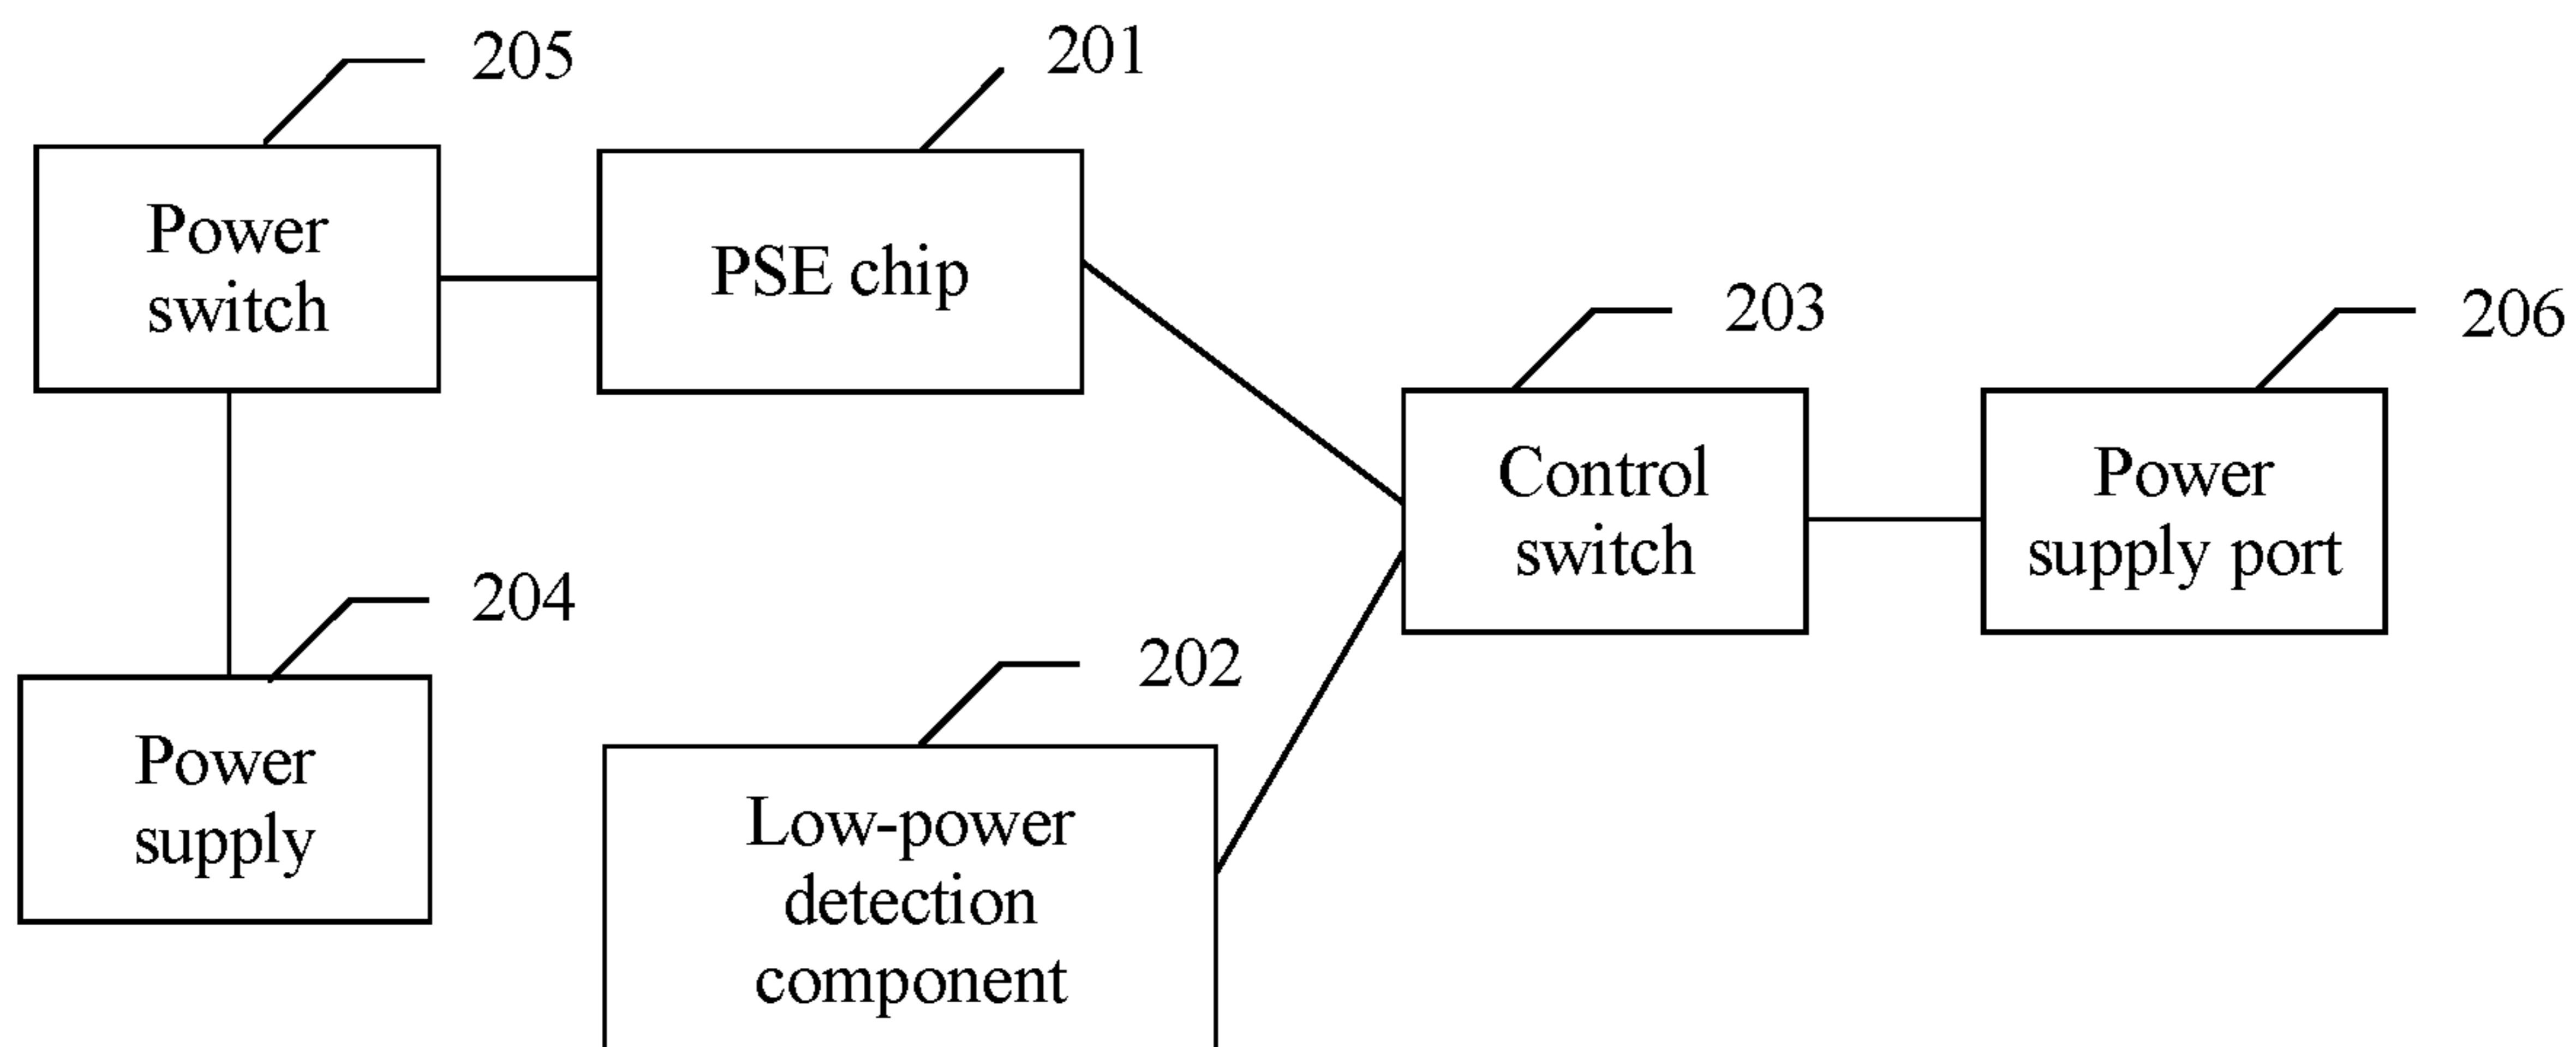 205
201
Power
switch
PSE chip
203
206
Control
switch
Power
supply port
204
202
Power
supply
Low-power
detection
component